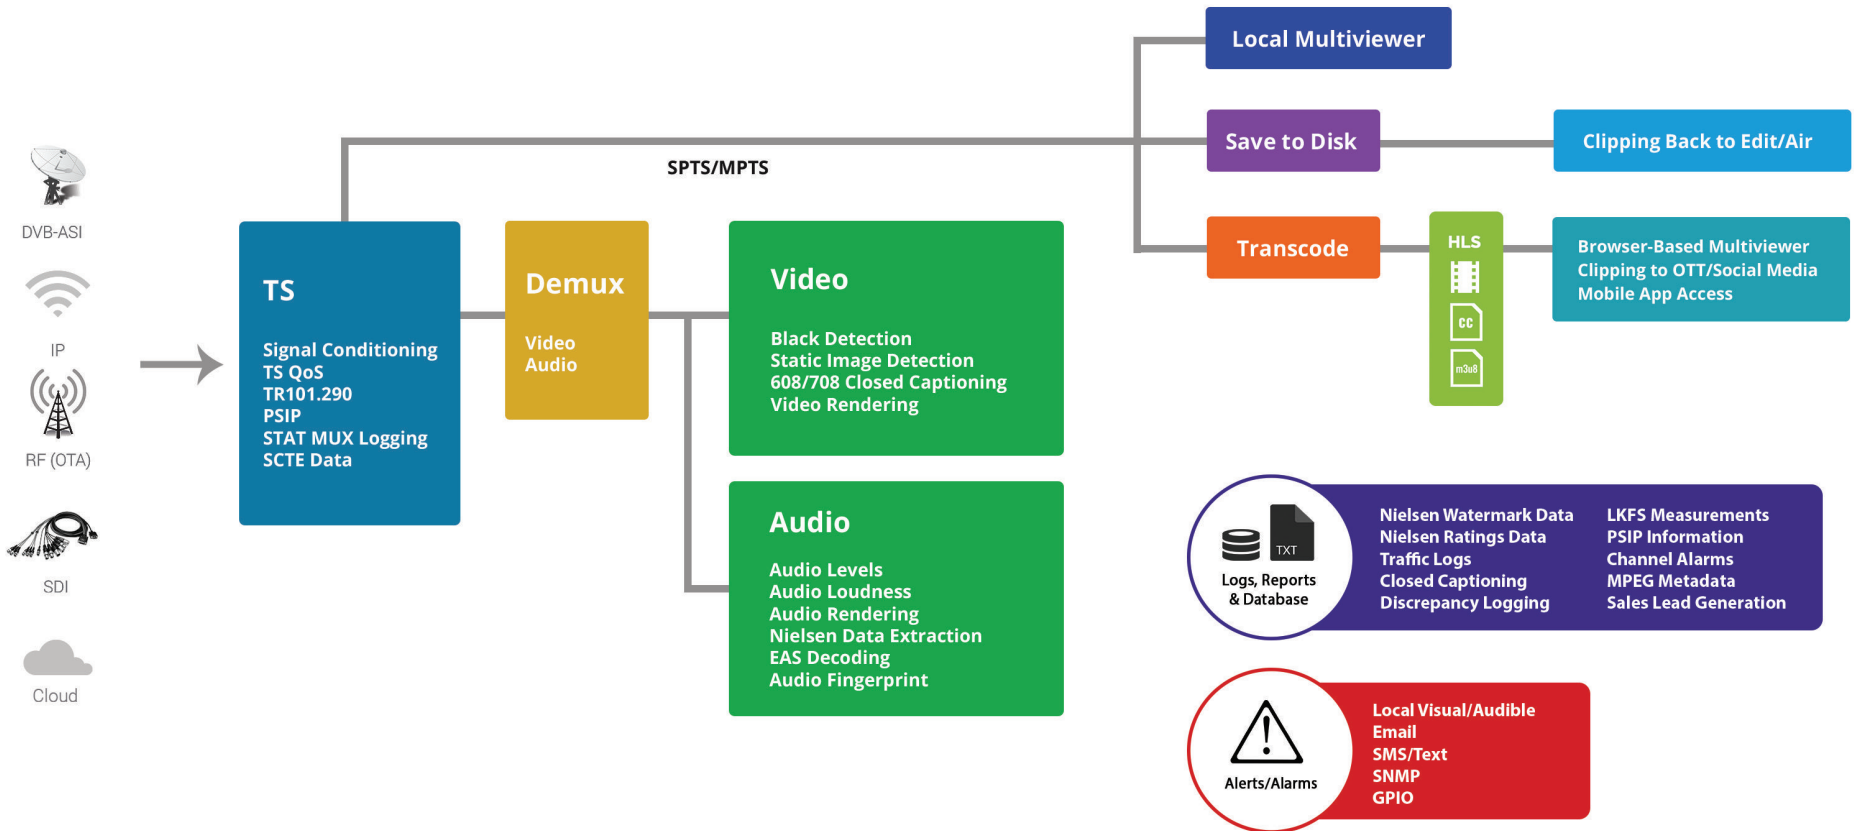 DVB-ASI
IP
RF (OTA)
SDI
Cloud
TS
Signal Conditioning
TS QoS
TR101.290
PSIP
STAT MUX Logging
SCTE Data
Demux
Video
Audio
SPTS/MPTS
Video
Black Detection
Static Image Detection
608/708 Closed Captioning
Video Rendering
Audio
Audio Levels
Audio Loudness
Audio Rendering
Nielsen Data Extraction
EAS Decoding
Audio Fingerprint
Local Multiviewer
Save to Disk
Clipping Back to Edit/Air
Transcode
HLS
CC
m3u8
Browser-Based Multiviewer
Clipping to OTT/Social Media
Mobile App Access
TXT
Logs, Reports
& Database
Nielsen Watermark Data
Nielsen Ratings Data
Traffic Logs
Closed Captioning
Discrepancy Logging
LKFS Measurements
PSIP Information
Channel Alarms
MPEG Metadata
Sales Lead Generation
Alerts/Alarms
Local Visual/Audible
Email
SMS/Text
SNMP
GPIO